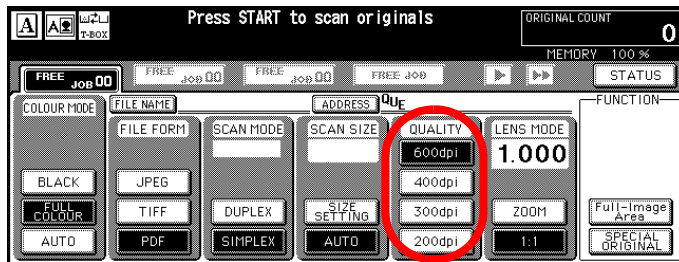 Press START to scan originals
ORIGINAL COUNT
0
A A T-BOX
MEMORY 100 %
FREE JOB 00
FREE JOB 00
FREE JOB 00
FREE JOB
STATUS
COLOUR MODE
FILE NAME
ADDRESS
QUE
FUNCTION
FILE FORM
SCAN MODE
SCAN SIZE
QUALITY
LENS MODE
600dpi
1.000
BLACK
JPEG
400dpi
FULL COLOUR
TIFF
DUPLEX
SIZE SETTING
300dpi
ZOOM
Full-Image Area
AUTO
PDF
SIMPLEX
AUTO
200dpi
1:1
SPECIAL ORIGINAL